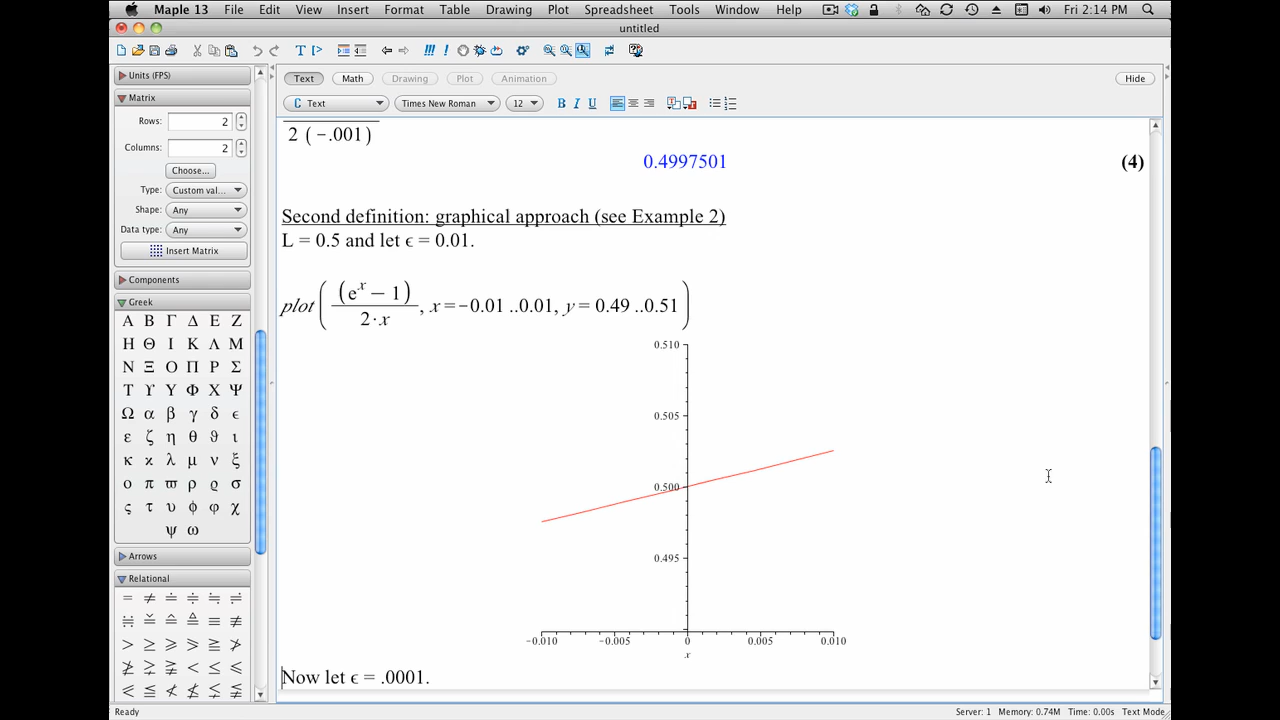 Maple 13 File Edit View Insert Format Table Drawing Plot Spreadsheet Tools Window Help Fri 2:14 PM
untitled
Text Math Drawing Plot Animation Hide
C Text Times New Roman 12 B I U
Units (FPS)
Matrix
Rows: 2
Columns: 2
Choose...
Type: Custom val...
Shape: Any
Data type: Any
Insert Matrix
Components
Greek
Α Β Γ Δ Ε Ζ
Η Θ Ι Κ Λ Μ
Ν Ξ Ο Π Ρ Σ
Τ ϒ Υ Φ Χ Ψ
Ω α β γ δ ϵ
ε ζ η θ ϑ ι
κ ϰ λ μ ν ξ
ο π ϖ ρ ϱ σ
ς τ υ ϕ φ χ
ψ ω
Arrows
Relational
= ≠ ≐
≡ ≢
> ≥ ⩾ ≯
< ≤
2 (−.001)
0.4997501 (4)
Second definition: graphical approach (see Example 2)
L = 0.5 and let ϵ = 0.01.
plot((e^x − 1)/(2·x), x=−0.01 ..0.01, y = 0.49 ..0.51)
0.510
0.505
0.500
0.495
−0.010 −0.005 0 0.005 0.010
x
Now let ϵ = .0001.
Ready Server: 1 Memory: 0.74M Time: 0.00s Text Mode